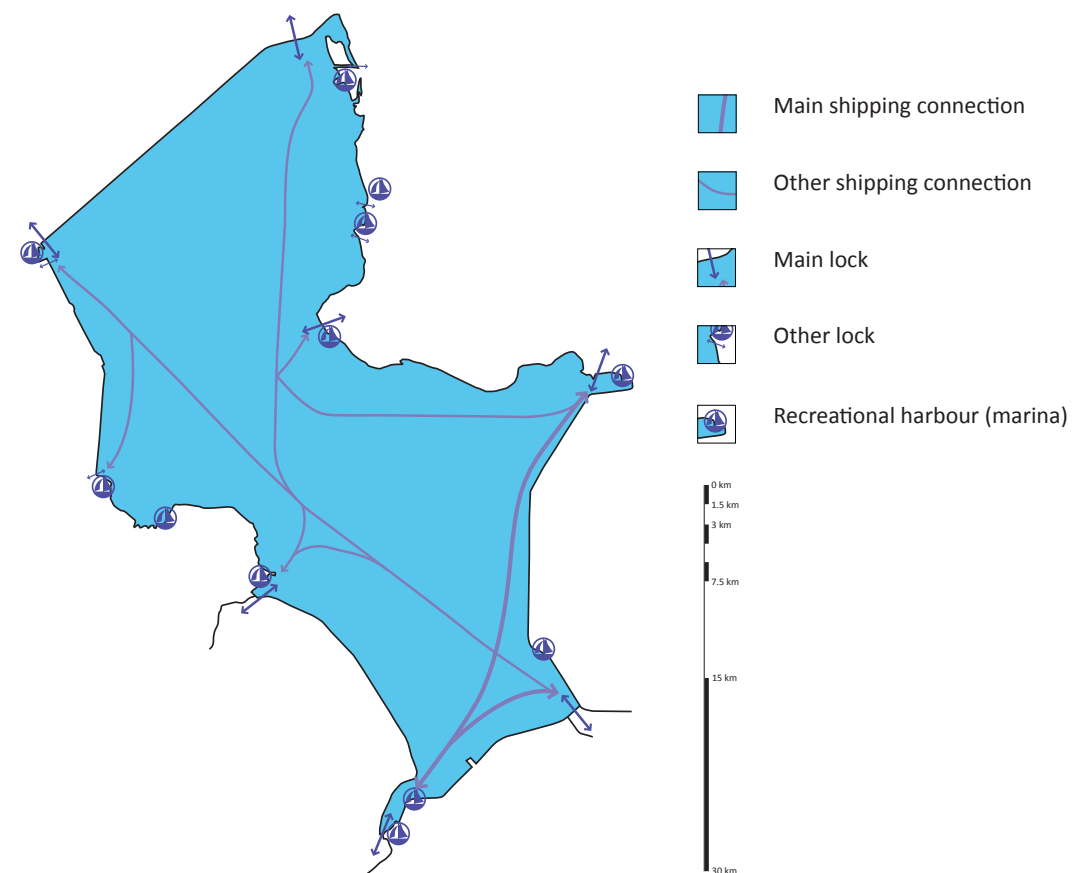 Main shipping connection
Other shipping connection
Main lock
Other lock
Recreational harbour (marina)
0 km
1.5 km
3 km
7.5 km
15 km
30 km